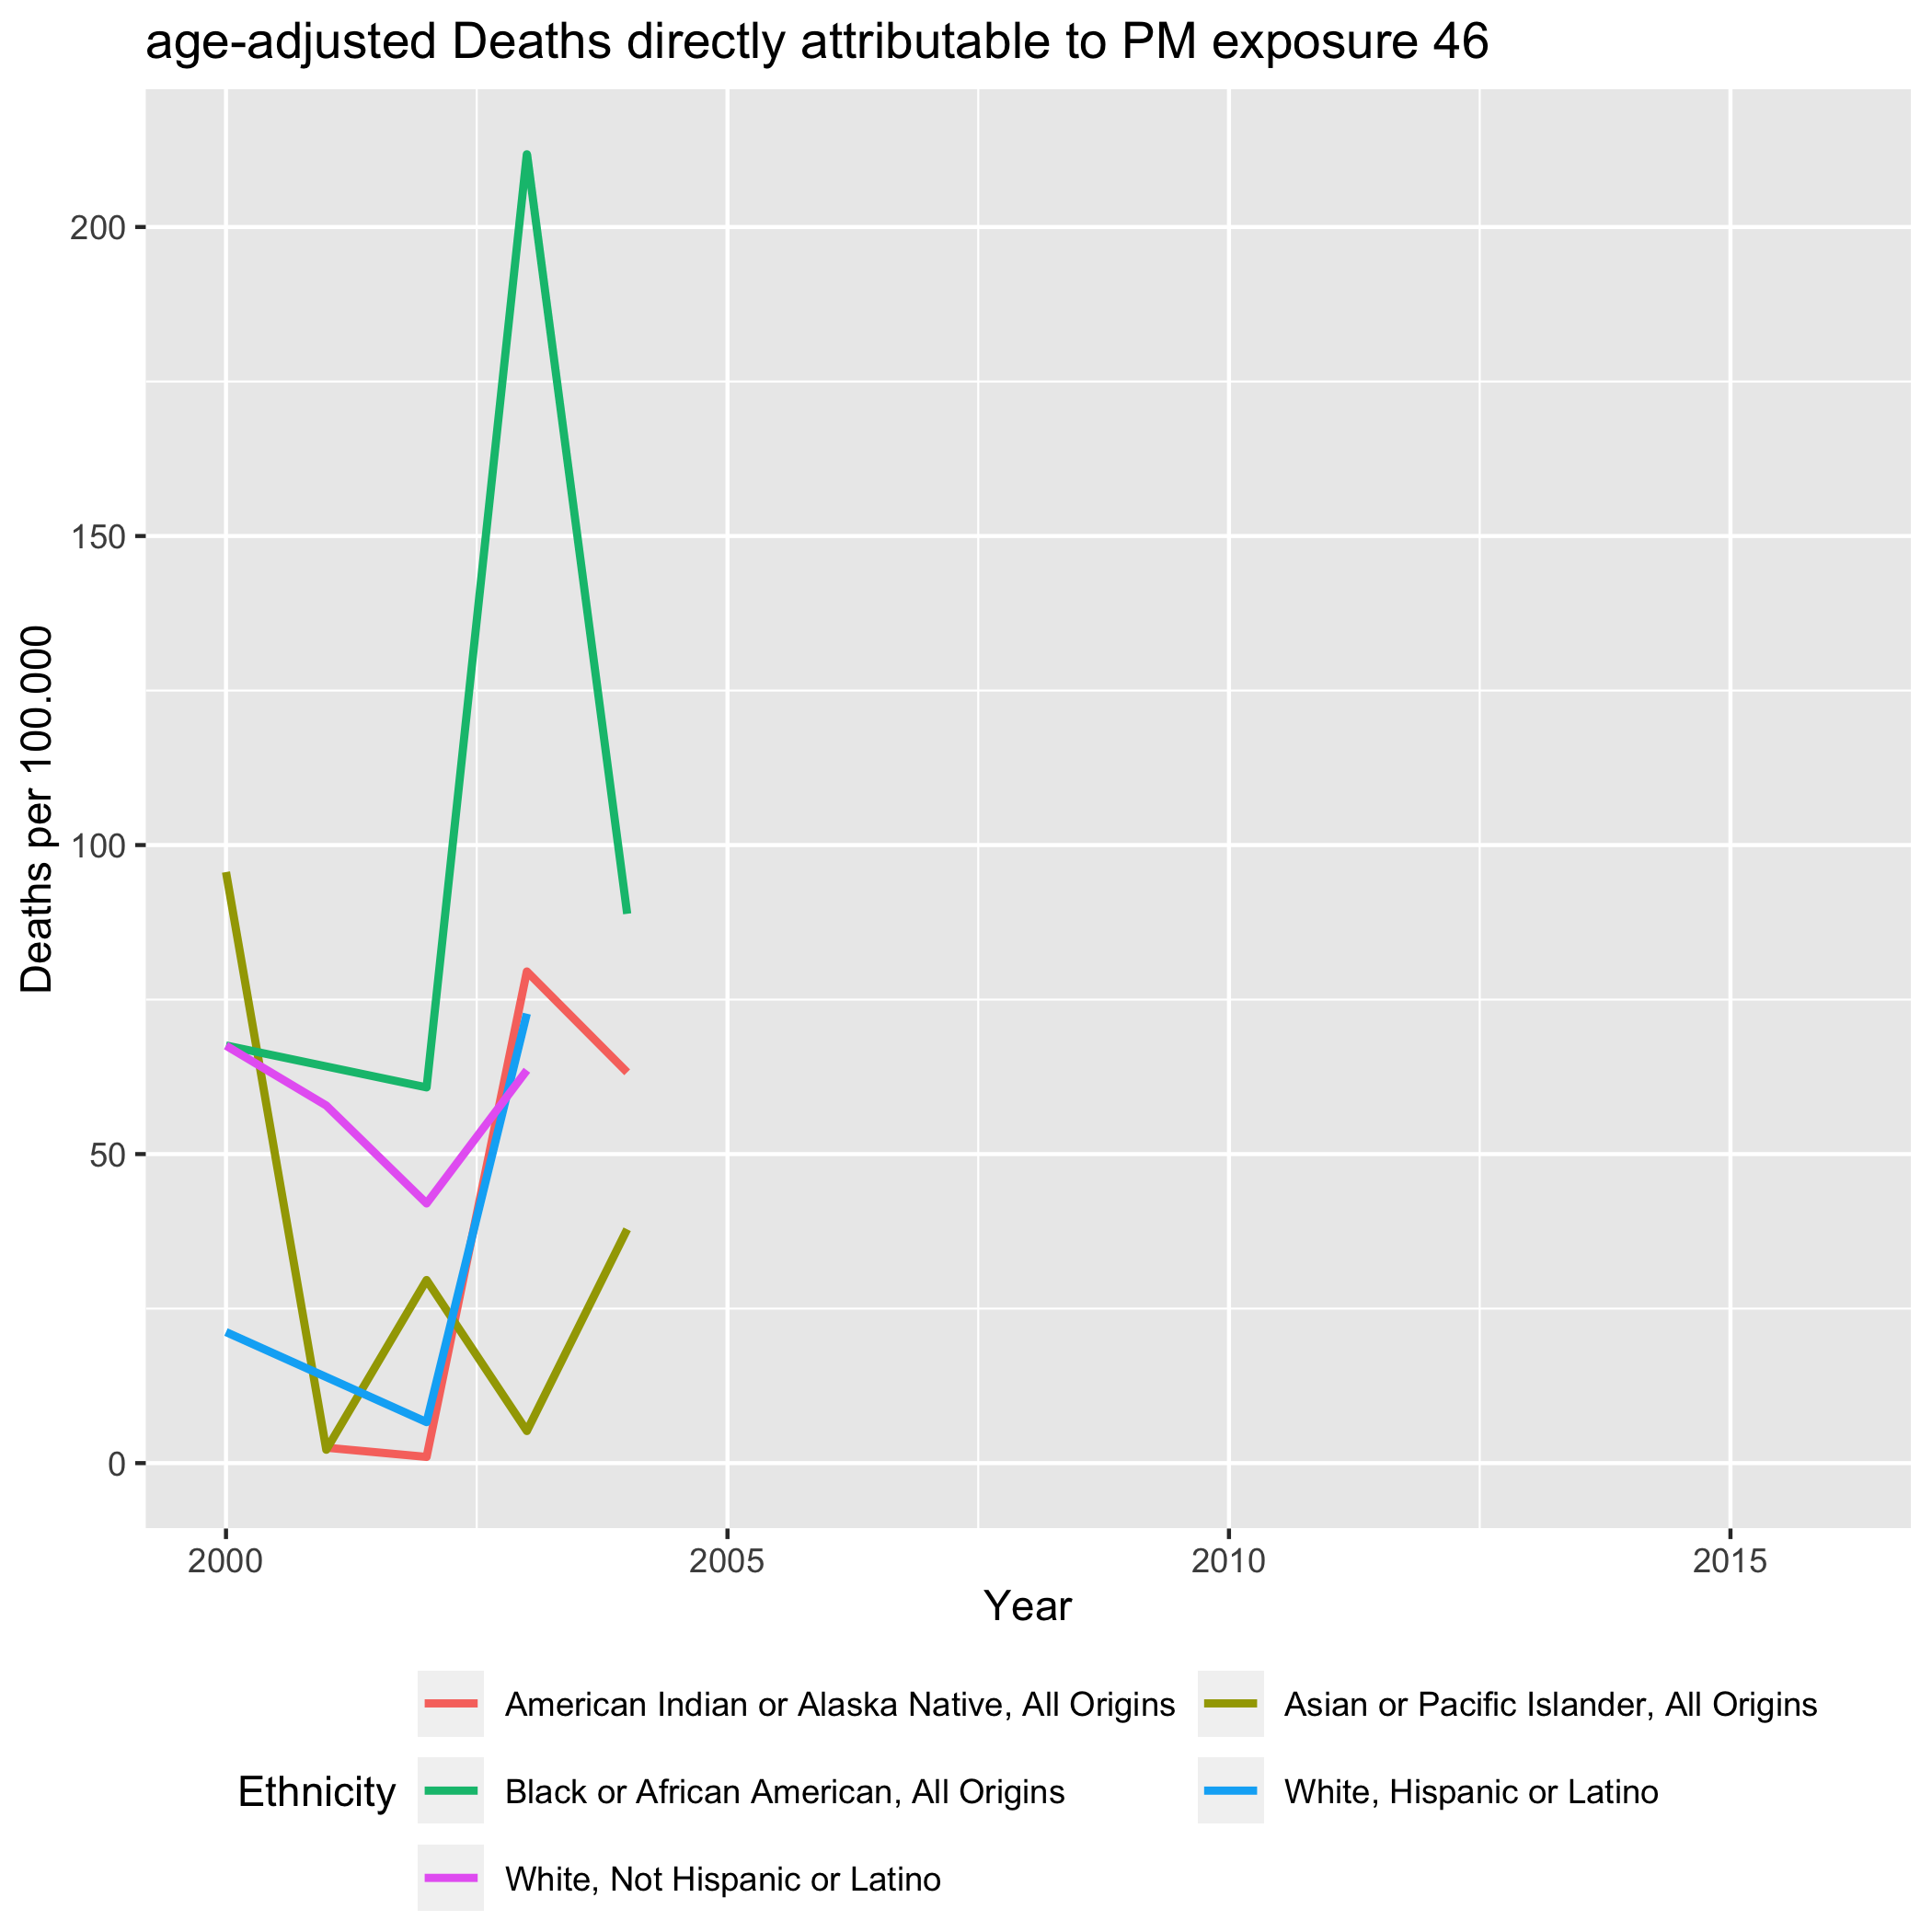 age-adjusted Deaths directly attributable to PM exposure 46
Deaths per 100.000
200
150
100
50
0
2000 2005 2010 2015
Year
Ethnicity
American Indian or Alaska Native, All Origins
Asian or Pacific Islander, All Origins
Black or African American, All Origins
White, Hispanic or Latino
White, Not Hispanic or Latino